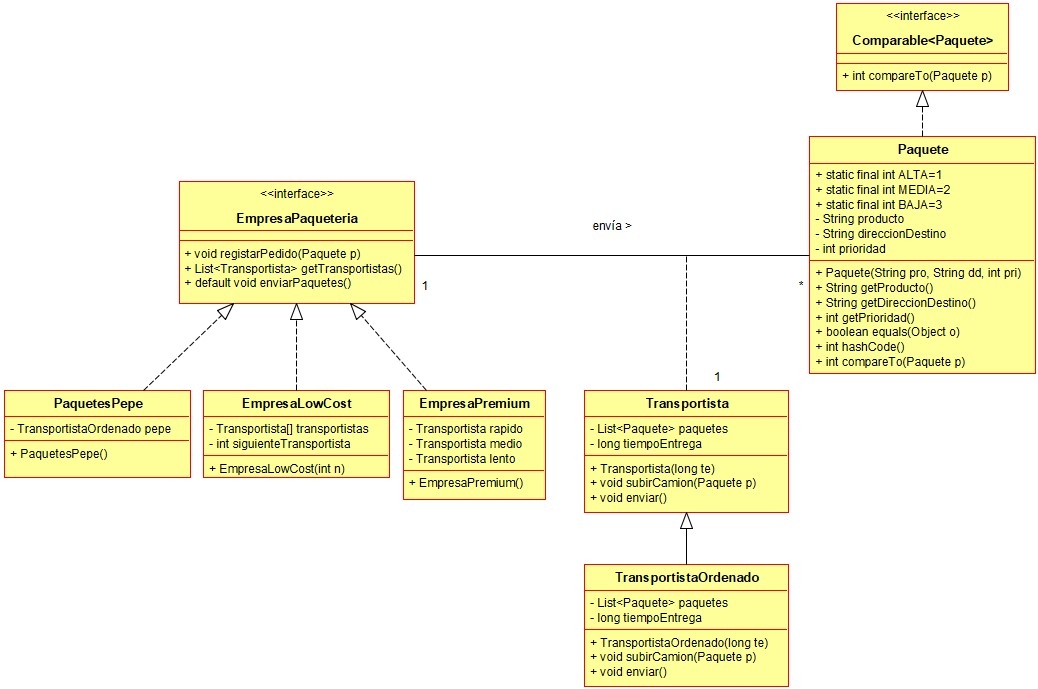 <<interface>>
Comparable<Paquete>
+ int compareTo(Paquete p)
Paquete
+ static final int ALTA=1
+ static final int MEDIA=2
+ static final int BAJA=3
- String producto
- String direccionDestino
- int prioridad
+ Paquete(String pro, String dd, int pri)
+ String getProducto()
+ String getDireccionDestino()
+ int getPrioridad()
+ boolean equals(Object o)
+ int hashCode()
+ int compareTo(Paquete p)
<<interface>>
EmpresaPaqueteria
+ void registarPedido(Paquete p)
+ List<Transportista> getTransportistas()
+ default void enviarPaquetes()
envía >
1
*
1
PaquetesPepe
- TransportistaOrdenado pepe
+ PaquetesPepe()
EmpresaLowCost
- Transportista[] transportistas
- int siguienteTransportista
+ EmpresaLowCost(int n)
EmpresaPremium
- Transportista rapido
- Transportista medio
- Transportista lento
+ EmpresaPremium()
Transportista
- List<Paquete> paquetes
- long tiempoEntrega
+ Transportista(long te)
+ void subirCamion(Paquete p)
+ void enviar()
TransportistaOrdenado
- List<Paquete> paquetes
- long tiempoEntrega
+ TransportistaOrdenado(long te)
+ void subirCamion(Paquete p)
+ void enviar()